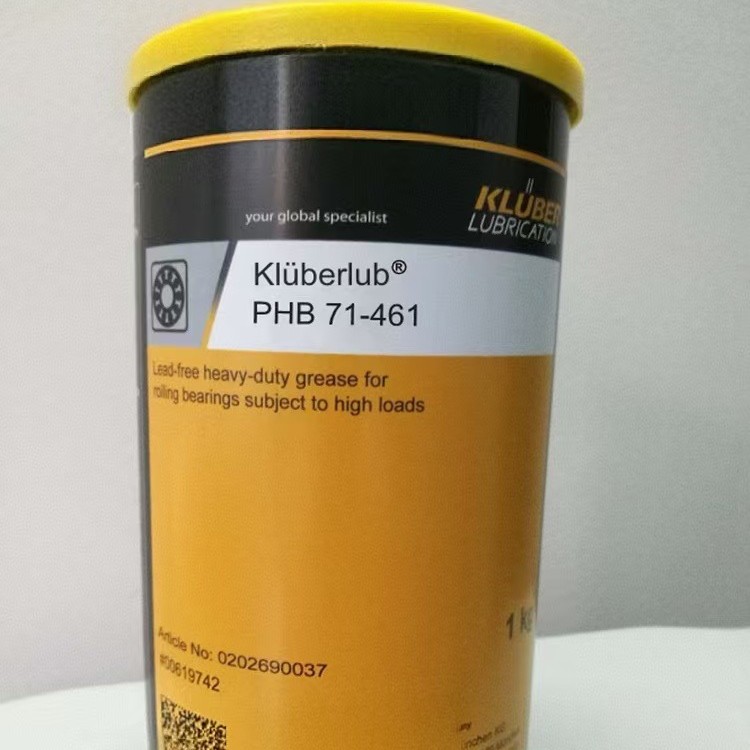 your global specialist
KLÜBER
LUBRICATION
Klüberlub®
PHB 71-461
Lead-free heavy-duty grease for
rolling bearings subject to high loads
1 kg
Article No: 0202690037
#00619742